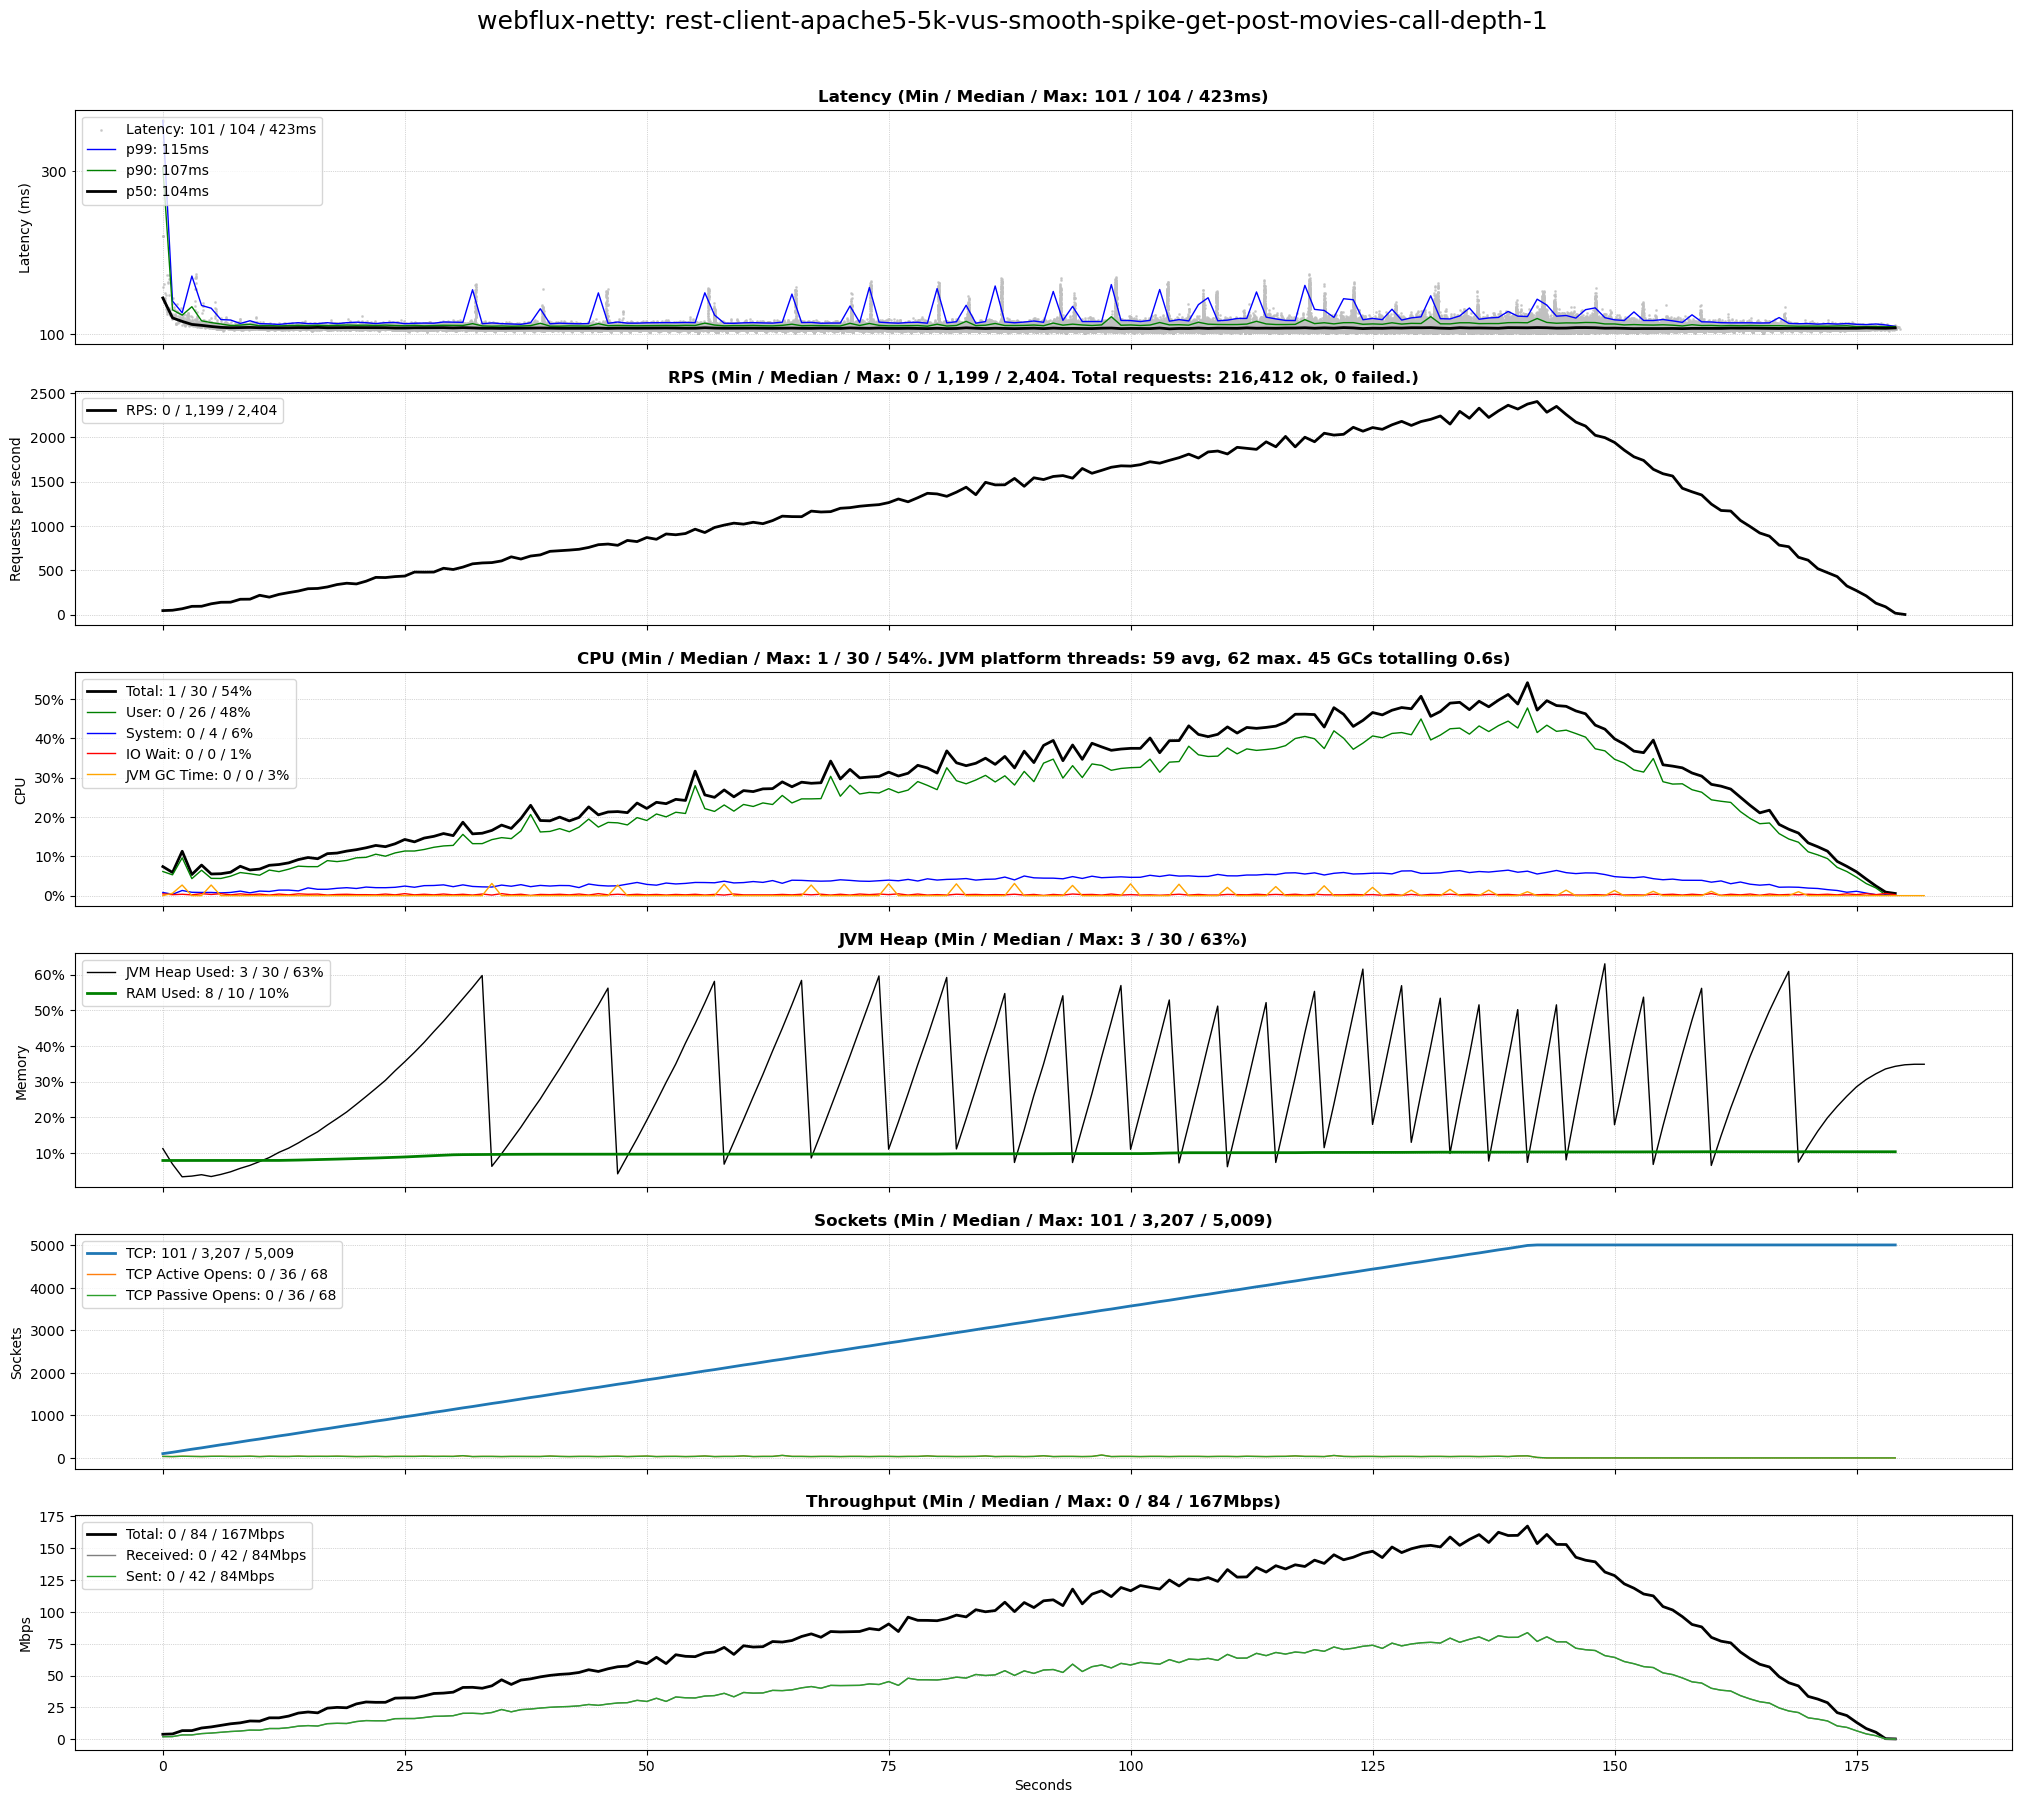 webflux-netty: rest-client-apache5-5k-vus-smooth-spike-get-post-movies-call-depth-1
Latency (Min / Median / Max: 101 / 104 / 423ms)
Latency: 101 / 104 / 423ms
p99: 115ms
p90: 107ms
p50: 104ms
Latency (ms)
300
100
RPS (Min / Median / Max: 0 / 1,199 / 2,404. Total requests: 216,412 ok, 0 failed.)
RPS: 0 / 1,199 / 2,404
Requests per second
2500
2000
1500
1000
500
0
CPU (Min / Median / Max: 1 / 30 / 54%. JVM platform threads: 59 avg, 62 max. 45 GCs totalling 0.6s)
Total: 1 / 30 / 54%
User: 0 / 26 / 48%
System: 0 / 4 / 6%
IO Wait: 0 / 0 / 1%
JVM GC Time: 0 / 0 / 3%
CPU
50%
40%
30%
20%
10%
0%
JVM Heap (Min / Median / Max: 3 / 30 / 63%)
JVM Heap Used: 3 / 30 / 63%
RAM Used: 8 / 10 / 10%
Memory
60%
50%
40%
30%
20%
10%
Sockets (Min / Median / Max: 101 / 3,207 / 5,009)
TCP: 101 / 3,207 / 5,009
TCP Active Opens: 0 / 36 / 68
TCP Passive Opens: 0 / 36 / 68
Sockets
5000
4000
3000
2000
1000
0
Throughput (Min / Median / Max: 0 / 84 / 167Mbps)
Total: 0 / 84 / 167Mbps
Received: 0 / 42 / 84Mbps
Sent: 0 / 42 / 84Mbps
Mbps
175
150
125
100
75
50
25
0
0 25 50 75 100 125 150 175
Seconds